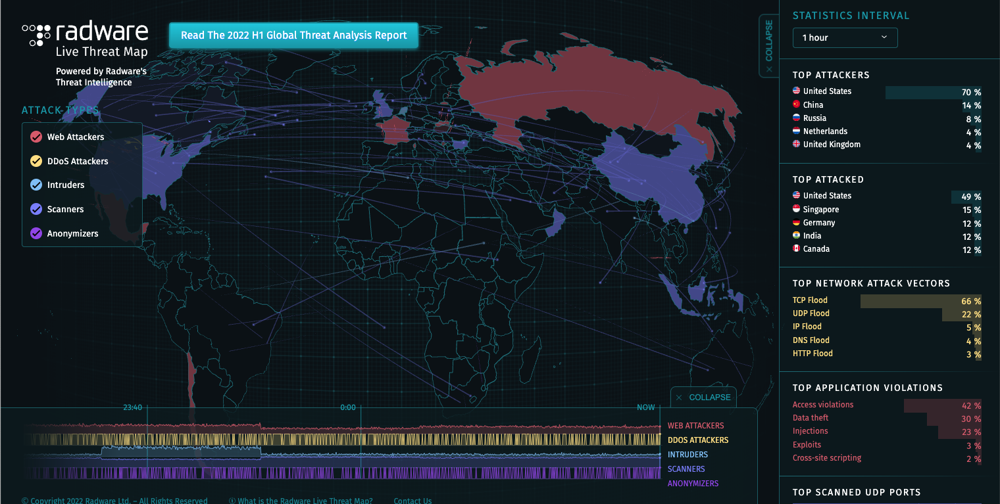 radware
Live Threat Map
Powered by Radware's
Threat Intelligence
Read The 2022 H1 Global Threat Analysis Report
ATTACK TYPES
Web Attackers
DDoS Attackers
Intruders
Scanners
Anonymizers
× COLLAPSE
STATISTICS INTERVAL
1 hour
TOP ATTACKERS
United States 70 %
China 14 %
Russia 8 %
Netherlands 4 %
United Kingdom 4 %
TOP ATTACKED
United States 49 %
Singapore 15 %
Germany 12 %
India 12 %
Canada 12 %
TOP NETWORK ATTACK VECTORS
TCP Flood 66 %
UDP Flood 22 %
IP Flood 5 %
DNS Flood 4 %
HTTP Flood 3 %
TOP APPLICATION VIOLATIONS
Access violations 42 %
Data theft 30 %
Injections 23 %
Exploits 3 %
Cross-site scripting 2 %
TOP SCANNED UDP PORTS
× COLLAPSE
23:40 0:00 NOW
WEB ATTACKERS
DDOS ATTACKERS
INTRUDERS
SCANNERS
ANONYMIZERS
© Copyright 2022 Radware Ltd. – All Rights Reserved
What is the Radware Live Threat Map?
Contact Us